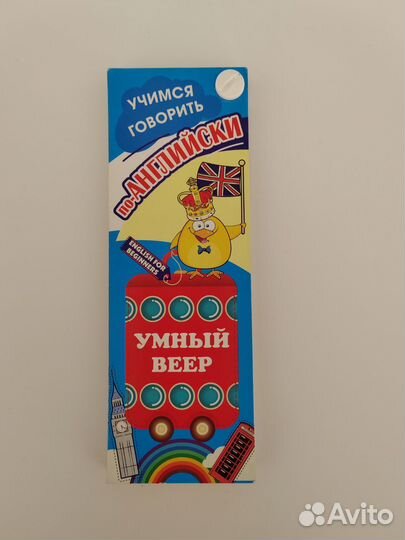 УЧИМСЯ
ГОВОРИТЬ
по-АНГЛИЙСКИ
ENGLISH FOR
BEGINNERS
УМНЫЙ
ВЕЕР
Avito